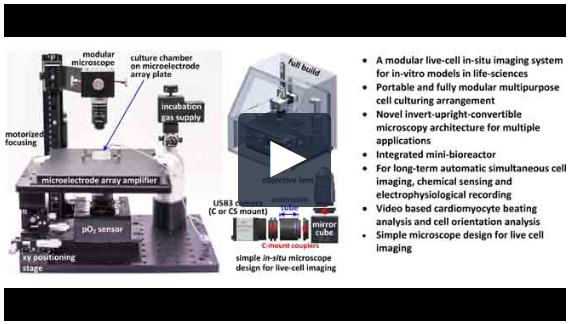 modular
microscope
culture chamber
on microelectrode
array plate
incubation
gas supply
motorized
focusing
microelectrode array amplifier
pO₂ sensor
xy positioning
stage
full build
objective lens
USB3 camera
(C or CS mount)
extension
tube
mirror
cube
C-mount couplers
simple in-situ microscope
design for live-cell imaging
• A modular live-cell in-situ imaging system
for in-vitro models in life-sciences
• Portable and fully modular multipurpose
cell culturing arrangement
• Novel invert-upright-convertible
microscopy architecture for multiple
applications
• Integrated mini-bioreactor
• For long-term automatic simultaneous cell
imaging, chemical sensing and
electrophysiological recording
• Video based cardiomyocyte beating
analysis and cell orientation analysis
• Simple microscope design for live cell
imaging